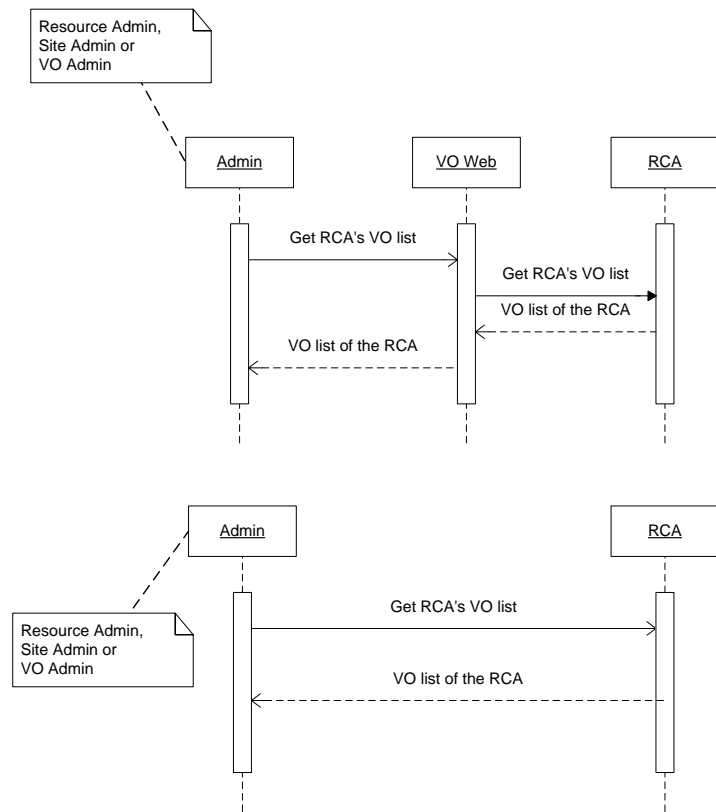 Resource Admin,
Site Admin or
VO Admin
Admin
VO Web
RCA
Get RCA's VO list
Get RCA's VO list
VO list of the RCA
VO list of the RCA
Admin
RCA
Get RCA's VO list
Resource Admin,
Site Admin or
VO Admin
VO list of the RCA